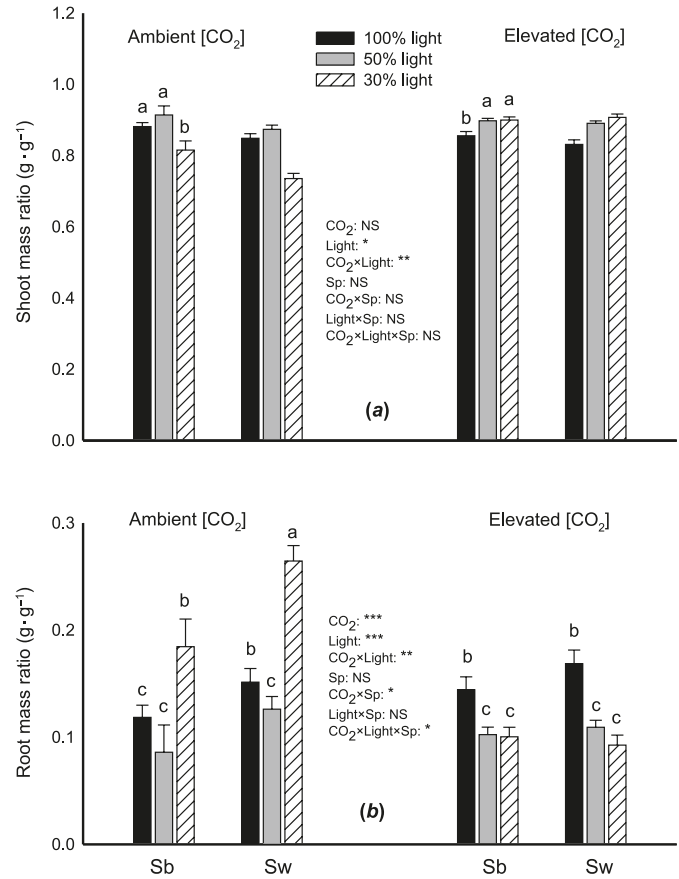 1.2
Ambient [CO₂]
100% light
50% light
30% light
Elevated [CO₂]
1.0
a a b
b a a
0.8
0.6
0.4
0.2
0.0
Shoot mass ratio (g·g⁻¹)
CO₂: NS
Light: *
CO₂×Light: **
Sp: NS
CO₂×Sp: NS
Light×Sp: NS
CO₂×Light×Sp: NS
(a)
0.3
Ambient [CO₂]
Elevated [CO₂]
0.2
0.1
0.0
Root mass ratio (g·g⁻¹)
c c b
b c a
b c c
b c c
CO₂: ***
Light: ***
CO₂×Light: **
Sp: NS
CO₂×Sp: *
Light×Sp: NS
CO₂×Light×Sp: *
(b)
Sb Sw Sb Sw